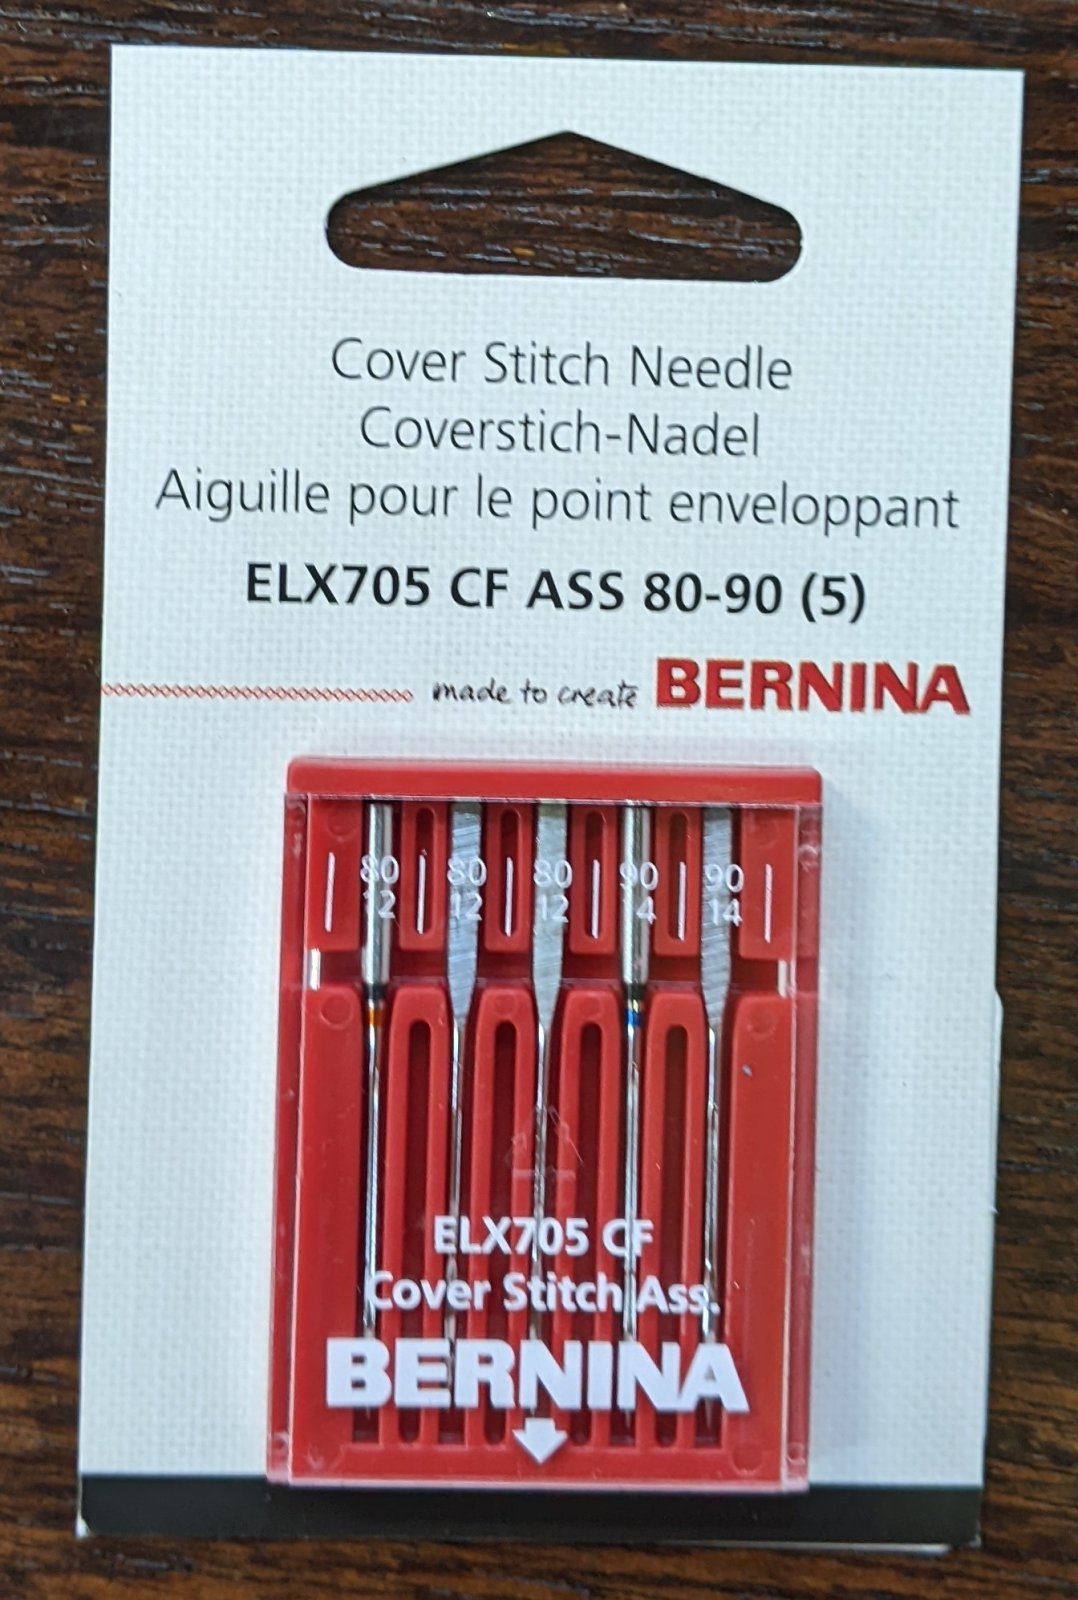 Cover Stitch Needle
Coverstich-Nadel
Aiguille pour le point enveloppant
ELX705 CF ASS 80-90 (5)
made to create BERNINA
80 80 80 90 90
12 12 12 14 14
ELX705 CF
Cover Stitch Ass.
BERNINA